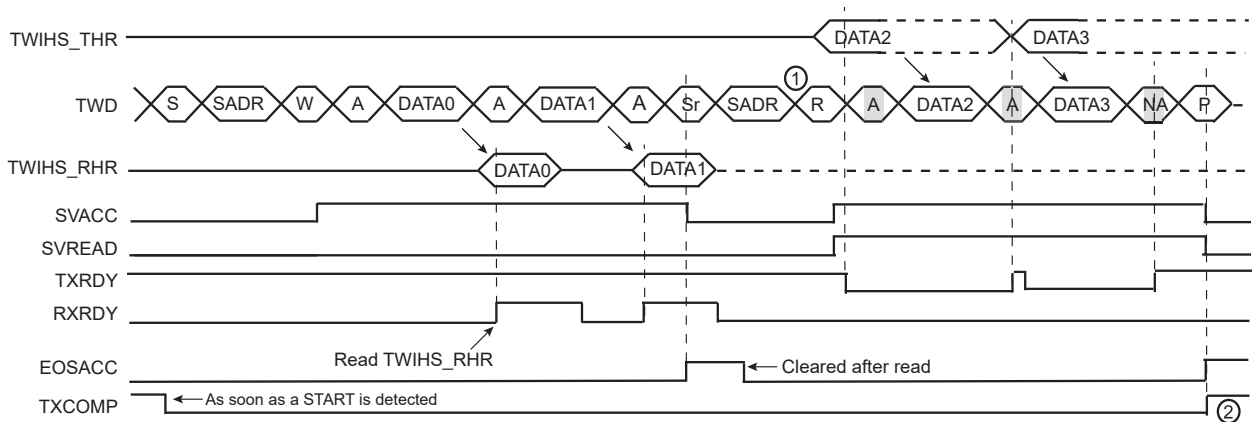 TWIHS_THR DATA2 DATA3
TWD S SADR W A DATA0 A DATA1 A Sr SADR 1 R A DATA2 A DATA3 NA P
TWIHS_RHR DATA0 DATA1
SVACC
SVREAD
TXRDY
RXRDY
Read TWIHS_RHR
EOSACC Cleared after read
TXCOMP As soon as a START is detected 2